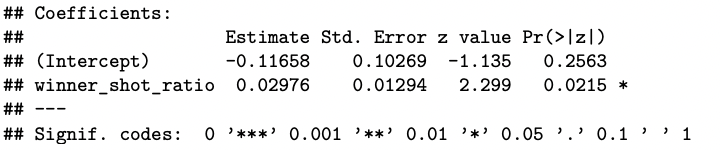 ## Coefficients:
##                    Estimate Std. Error z value Pr(>|z|)
## (Intercept)        -0.11658    0.10269  -1.135   0.2563
## winner_shot_ratio  0.02976    0.01294   2.299   0.0215 *
## ---
## Signif. codes:  0 '***' 0.001 '**' 0.01 '*' 0.05 '.' 0.1 ' ' 1